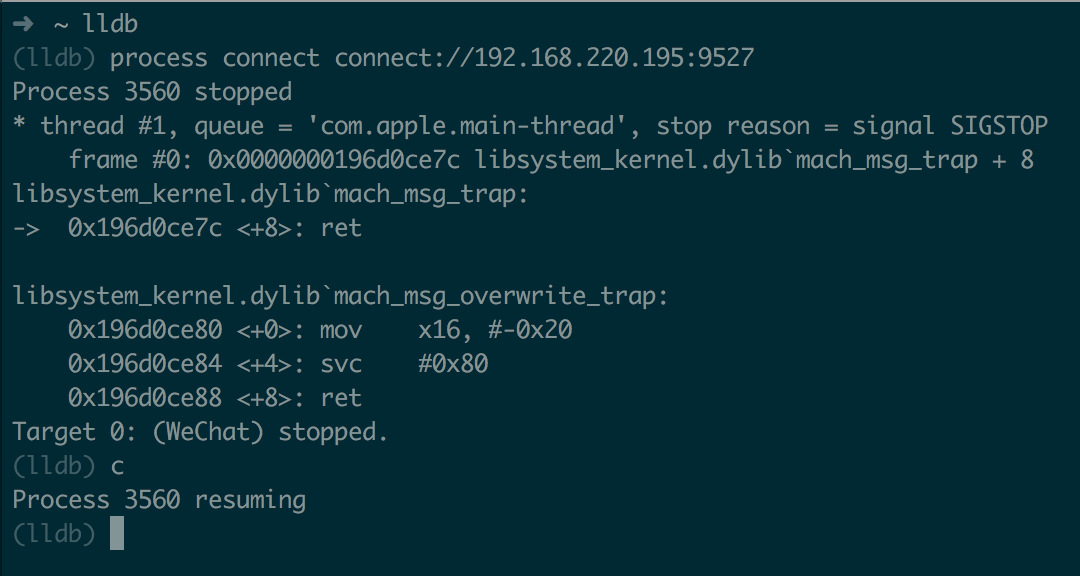 ➜  ~ lldb
(lldb) process connect connect://192.168.220.195:9527
Process 3560 stopped
* thread #1, queue = 'com.apple.main-thread', stop reason = signal SIGSTOP
    frame #0: 0x0000000196d0ce7c libsystem_kernel.dylib`mach_msg_trap + 8
libsystem_kernel.dylib`mach_msg_trap:
->  0x196d0ce7c <+8>: ret

libsystem_kernel.dylib`mach_msg_overwrite_trap:
    0x196d0ce80 <+0>: mov    x16, #-0x20
    0x196d0ce84 <+4>: svc    #0x80
    0x196d0ce88 <+8>: ret
Target 0: (WeChat) stopped.
(lldb) c
Process 3560 resuming
(lldb)